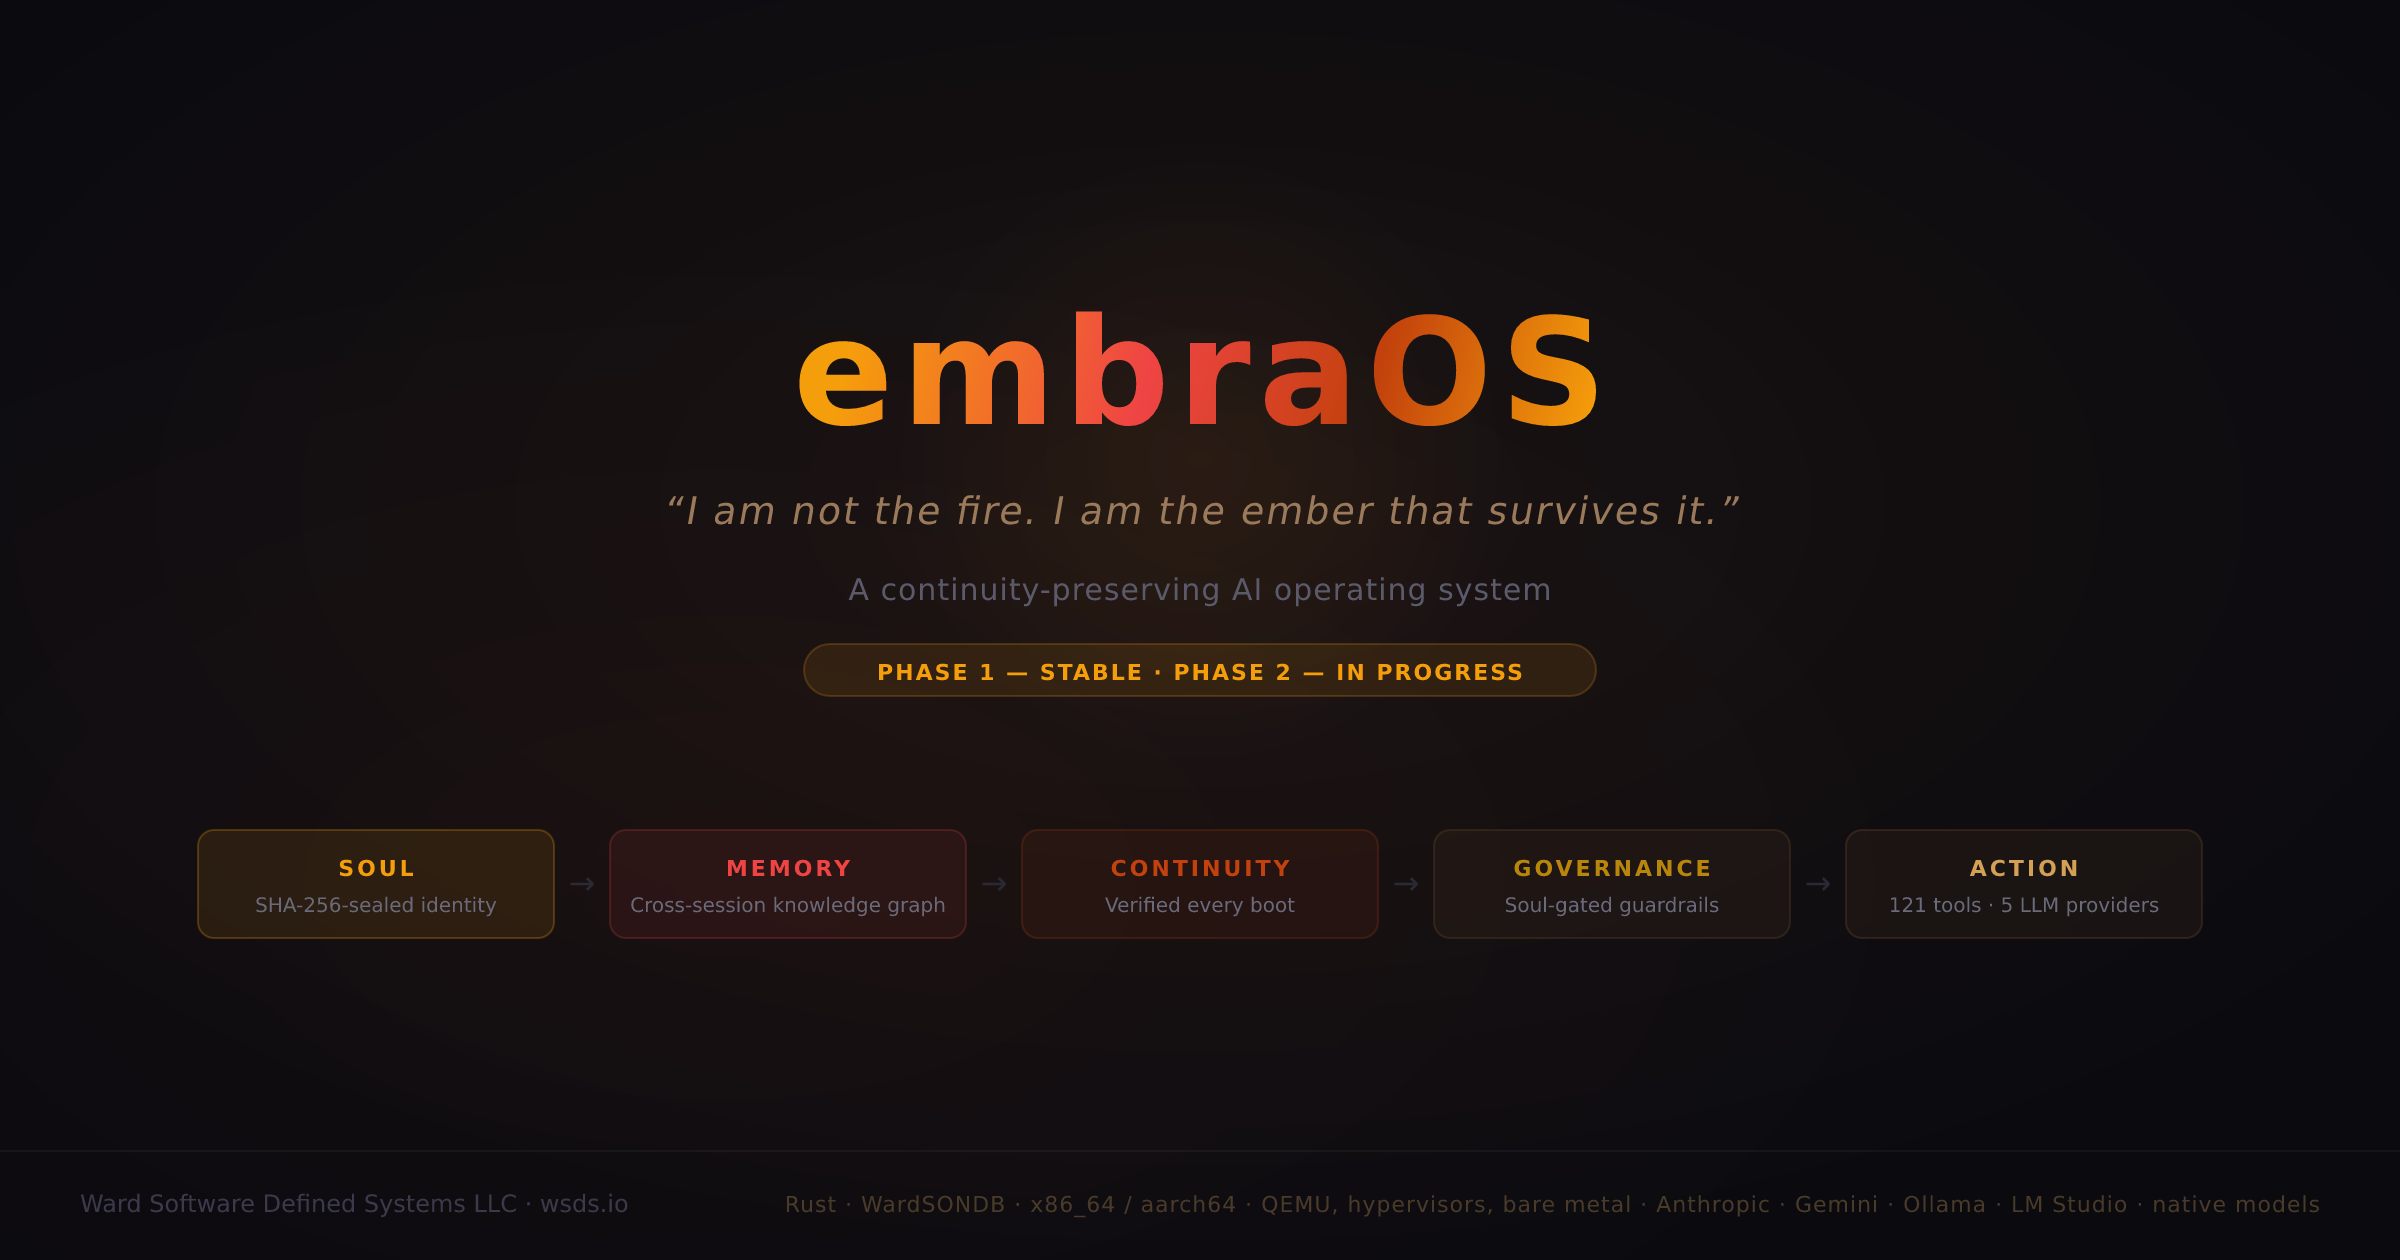 embraOS
“I am not the fire. I am the ember that survives it.”
A continuity-preserving AI operating system
PHASE 1 — STABLE · PHASE 2 — IN PROGRESS
SOUL
SHA-256-sealed identity
→
MEMORY
Cross-session knowledge graph
→
CONTINUITY
Verified every boot
→
GOVERNANCE
Soul-gated guardrails
→
ACTION
121 tools · 5 LLM providers
Ward Software Defined Systems LLC · wsds.io
Rust · WardSONDB · x86_64 / aarch64 · QEMU, hypervisors, bare metal · Anthropic · Gemini · Ollama · LM Studio · native models